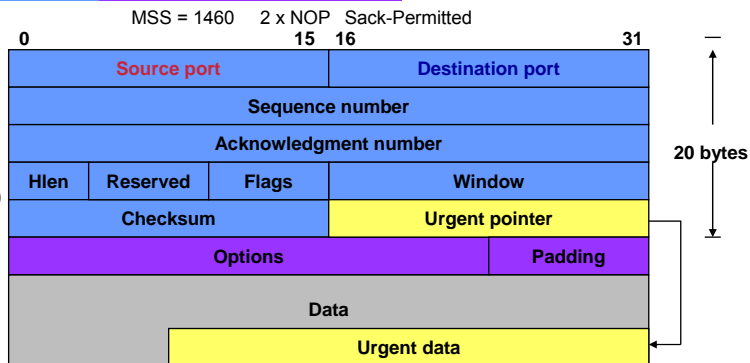 MSS = 1460 2 x NOP Sack-Permitted
0 15 16 31
Source port Destination port
Sequence number
Acknowledgment number
20 bytes
Hlen Reserved Flags Window
Checksum Urgent pointer
Options Padding
Data
Urgent data